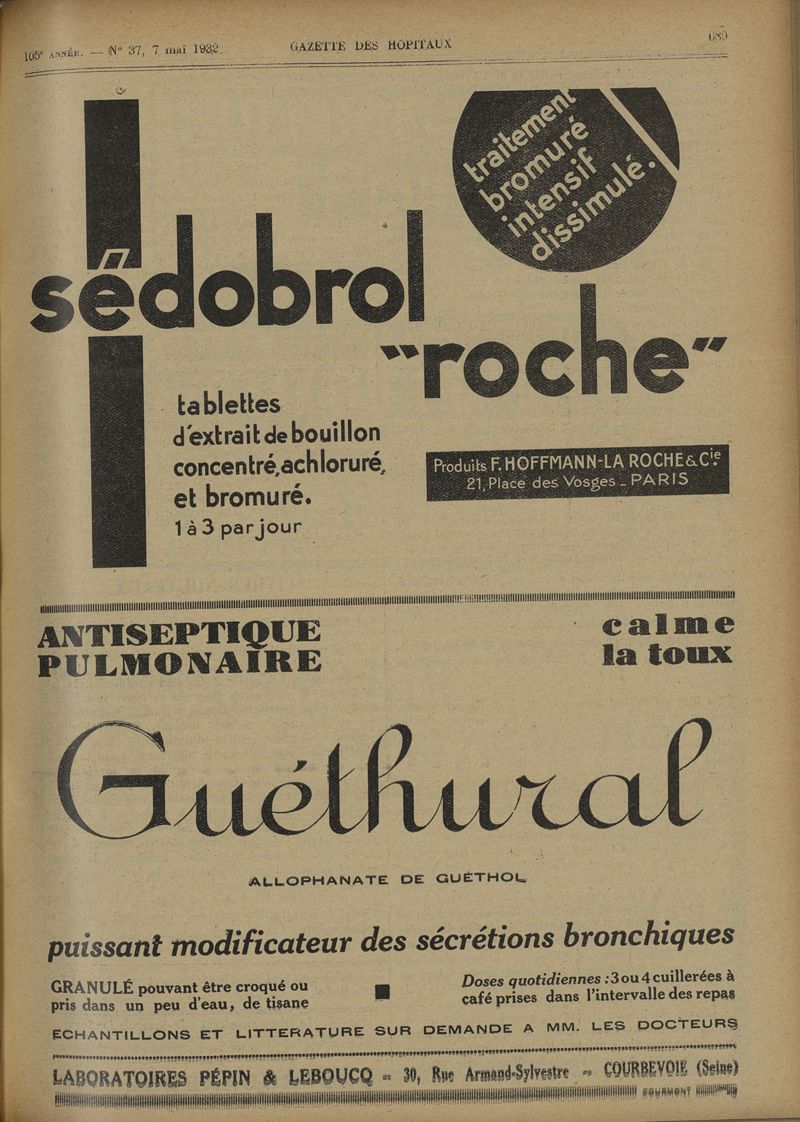 105e ANNÉE. — N° 37, 7 mai 1932.
GAZETTE DES HOPITAUX
689
traitement
bromuré
intensif
dissimulé.
sédobrol
"roche"
tablettes
d'extrait de bouillon
concentré, achloruré,
et bromuré.
1 à 3 par jour
Produits F. HOFFMANN-LA ROCHE & Cie.
21, Place des Vosges - PARIS
ANTISEPTIQUE
PULMONAIRE
calme
la toux
Guéthural
ALLOPHANATE DE GUÉTHOL
puissant modificateur des sécrétions bronchiques
GRANULÉ pouvant être croqué ou
pris dans un peu d'eau, de tisane
Doses quotidiennes : 3 ou 4 cuillerées à
café prises dans l'intervalle des repas
ECHANTILLONS ET LITTERATURE SUR DEMANDE A MM. LES DOCTEURS
LABORATOIRES PÉPIN & LEBOUCQ - 30, Rue Armand-Sylvestre - COURBEVOIE (Seine)